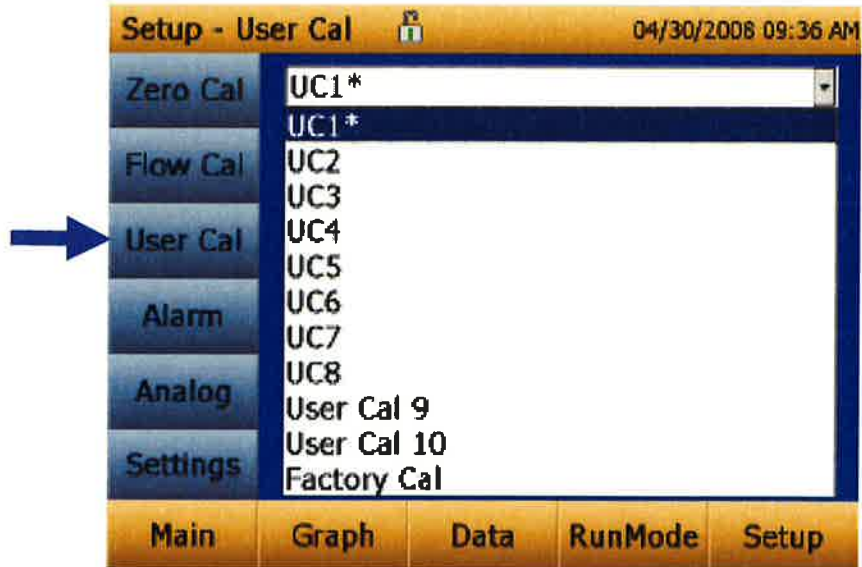 Setup - User Cal 04/30/2008 09:36 AM
Zero Cal
Flow Cal
User Cal
Alarm
Analog
Settings
UC1*
UC1*
UC2
UC3
UC4
UC5
UC6
UC7
UC8
User Cal 9
User Cal 10
Factory Cal
Main Graph Data RunMode Setup